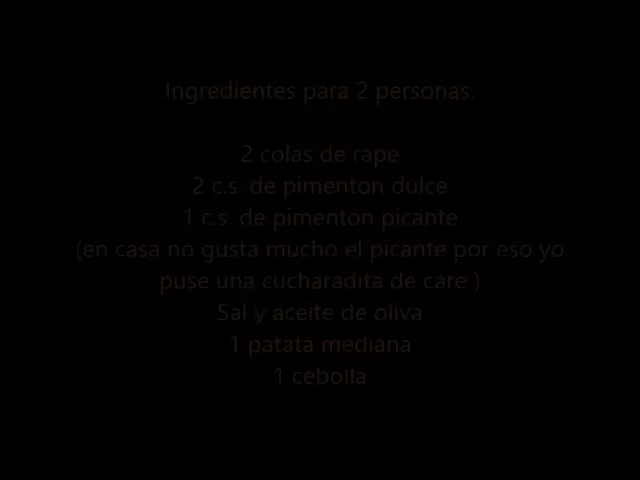 Ingredientes para 2 personas.
2 colas de rape
2 c.s. de pimenton dulce
1 c.s. de pimenton picante
(en casa no gusta mucho el picante por eso yo
puse una cucharadita de care )
Sal y aceite de oliva
1 patata mediana
1 cebolla